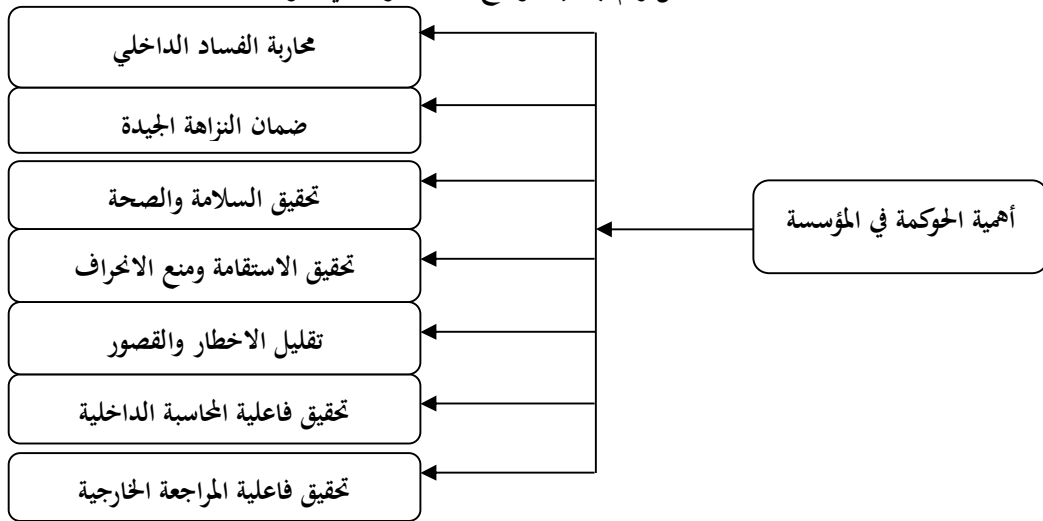 محاربة الفساد الداخلي
ضمان النزاهة الجيدة
تحقيق السلامة والصحة
أهمية الحوكمة في المؤسسة
تحقيق الاستقامة ومنع الانحراف
تقليل الاخطار والقصور
تحقيق فاعلية المحاسبة الداخلية
تحقيق فاعلية المراجعة الخارجية